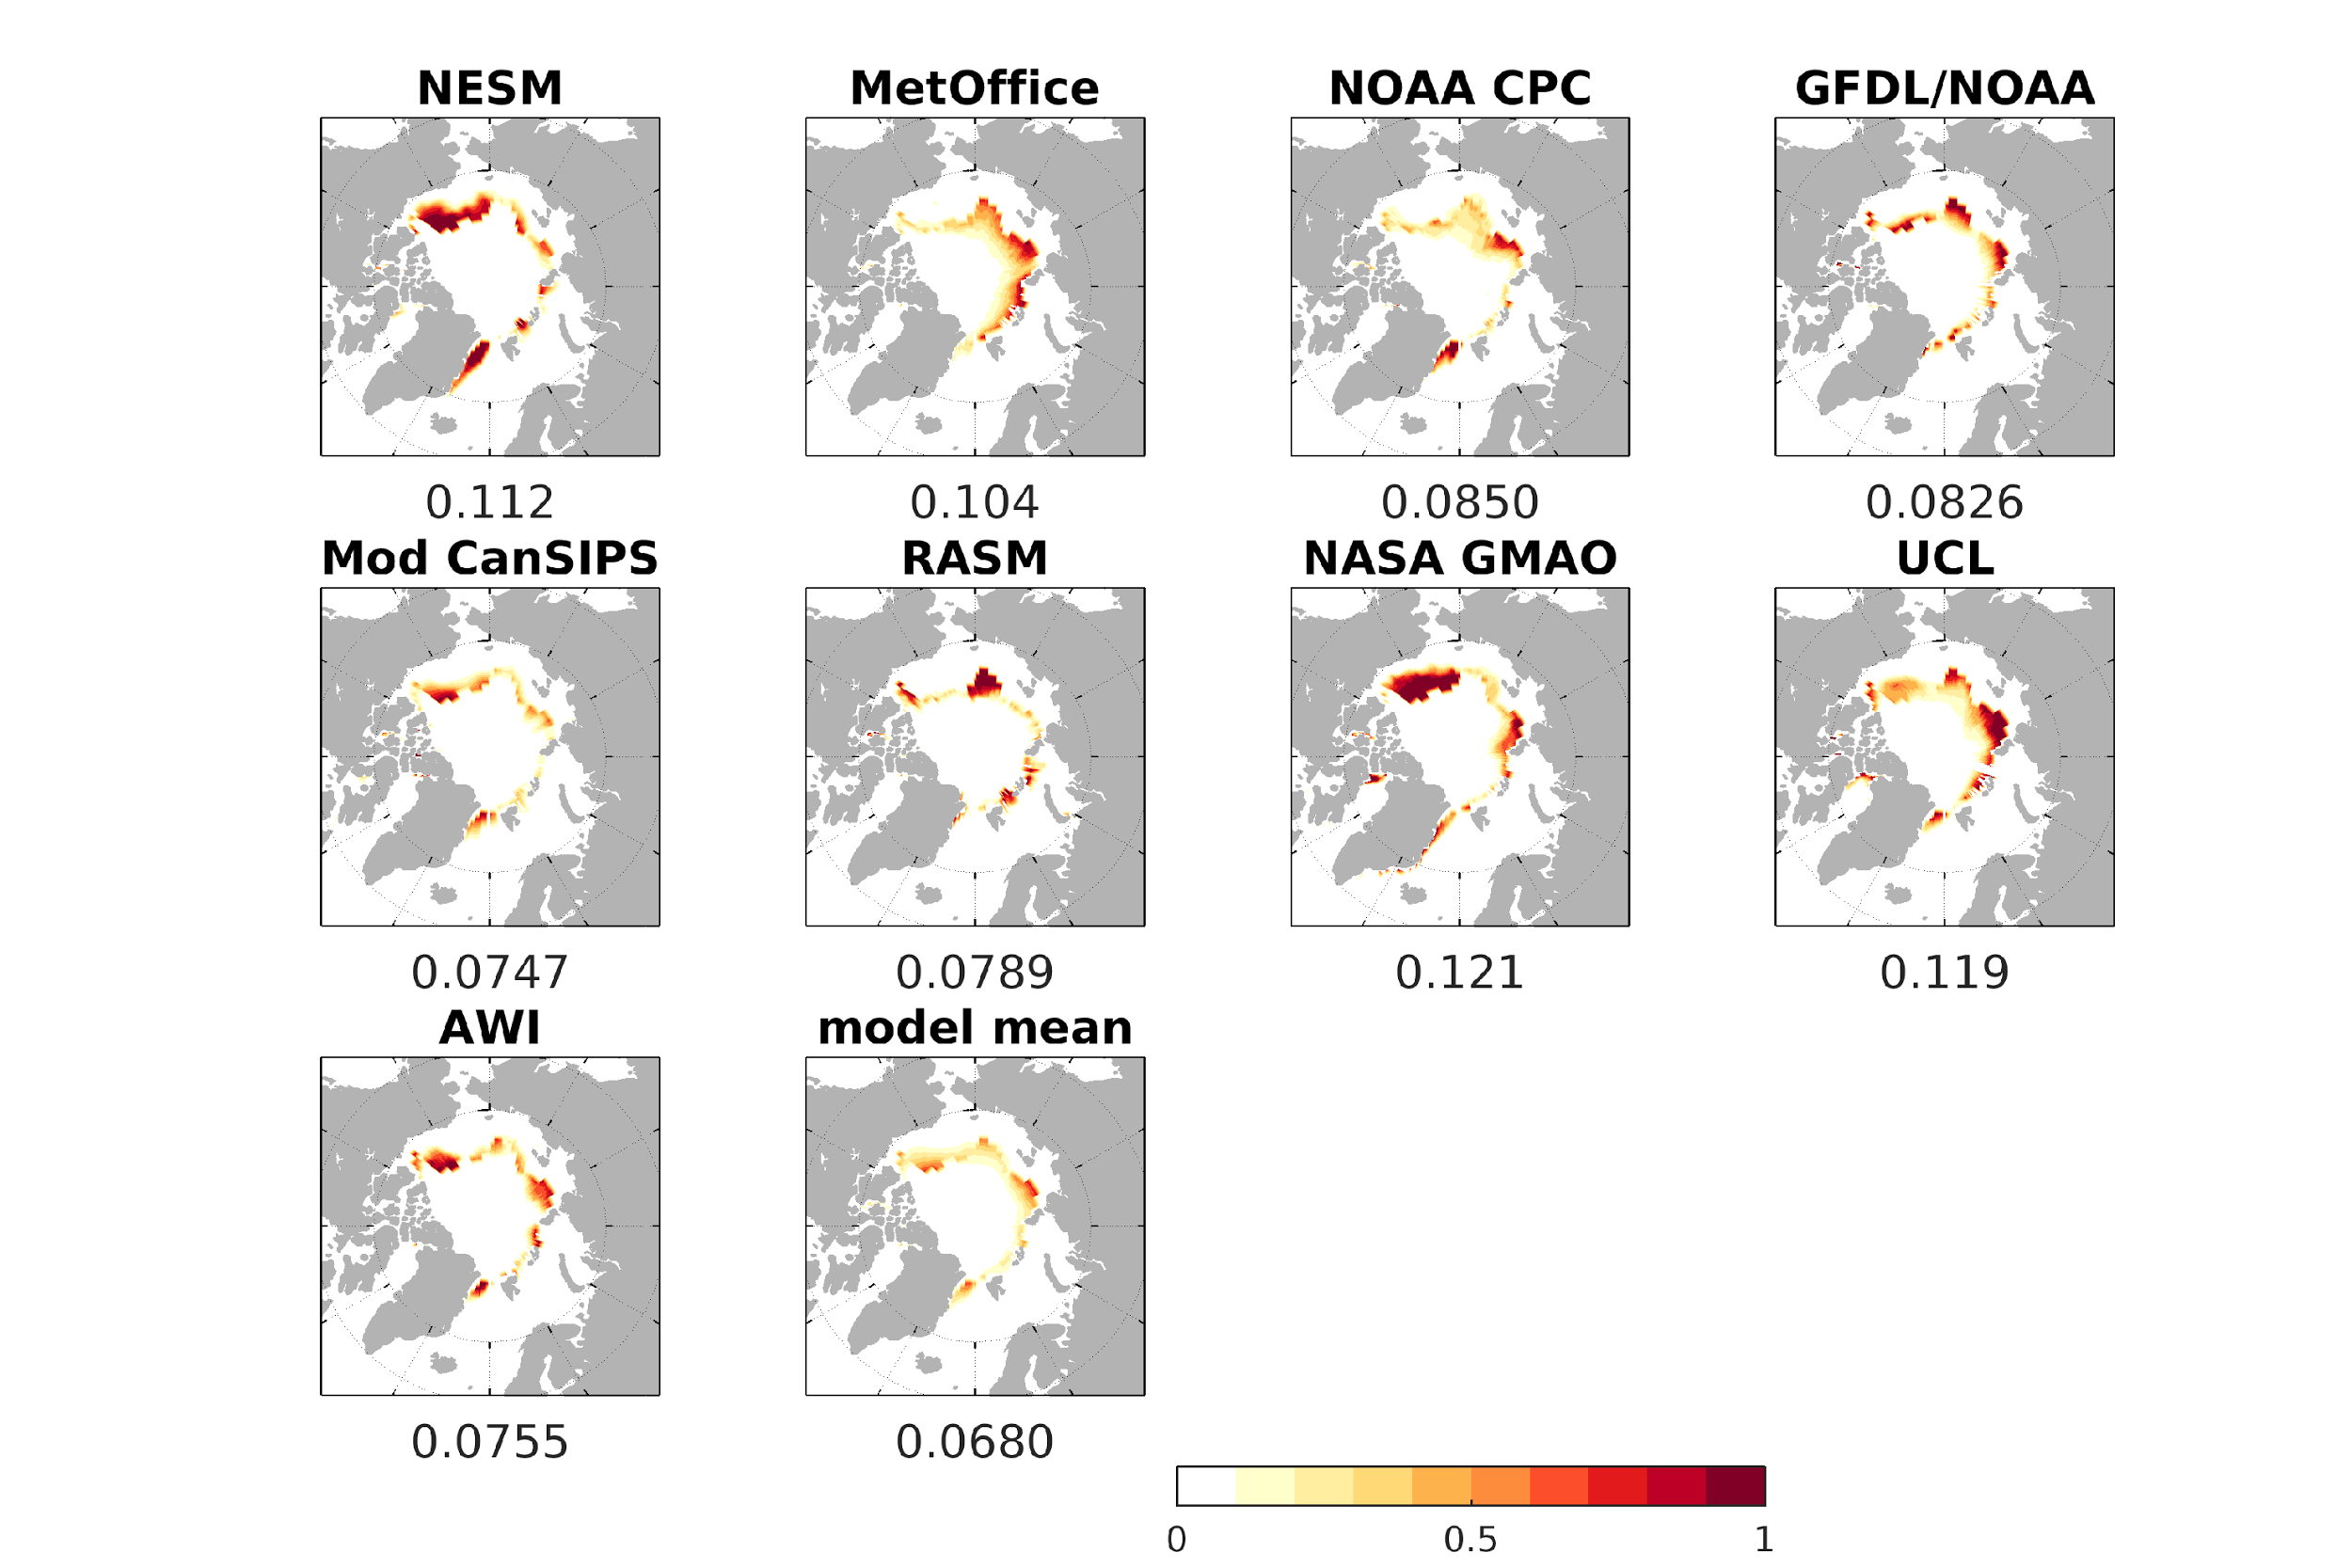 NESM MetOffice NOAA CPC GFDL/NOAA
0.112 0.104 0.0850 0.0826
Mod CanSIPS RASM NASA GMAO UCL
0.0747 0.0789 0.121 0.119
AWI model mean
0.0755 0.0680
0 0.5 1